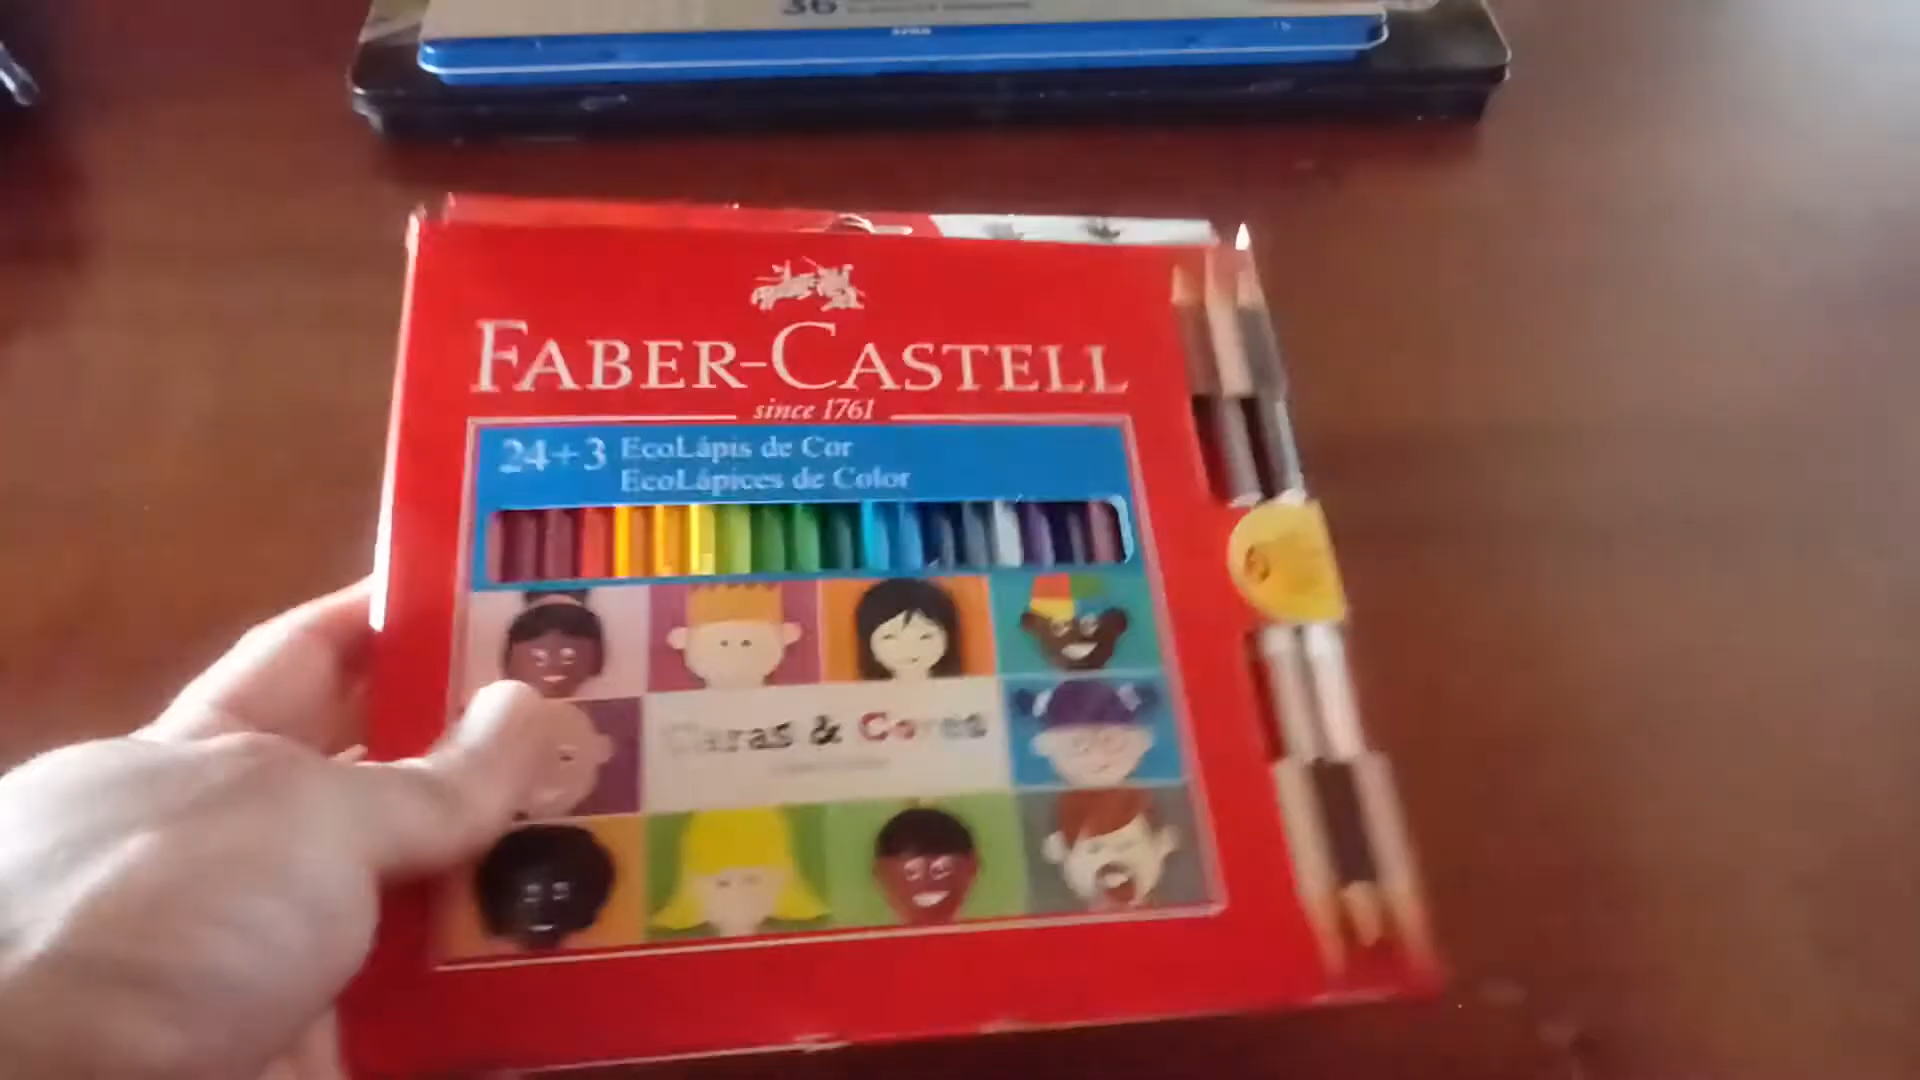 36
FABER-CASTELL
since 1761
24+3 EcoLápis de Cor
EcoLápices de Color
Caras & Cores